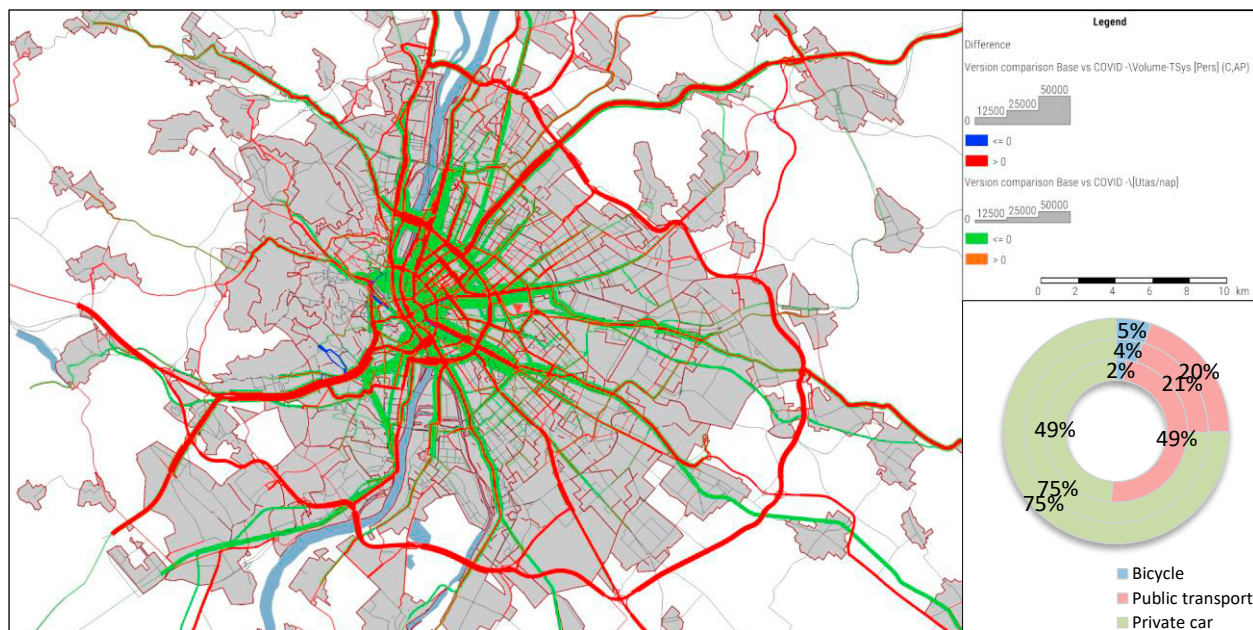 Legend
Difference
Version comparison Base vs COVID -\Volume-TSys [Pers] (C,AP)
0 12500 25000 50000
<= 0
> 0
Version comparison Base vs COVID -\[Utas/nap]
0 12500 25000 50000
<= 0
> 0
0 2 4 6 8 10 km
5%
4%
2%
20%
21%
49%
49%
75%
75%
Bicycle
Public transport
Private car